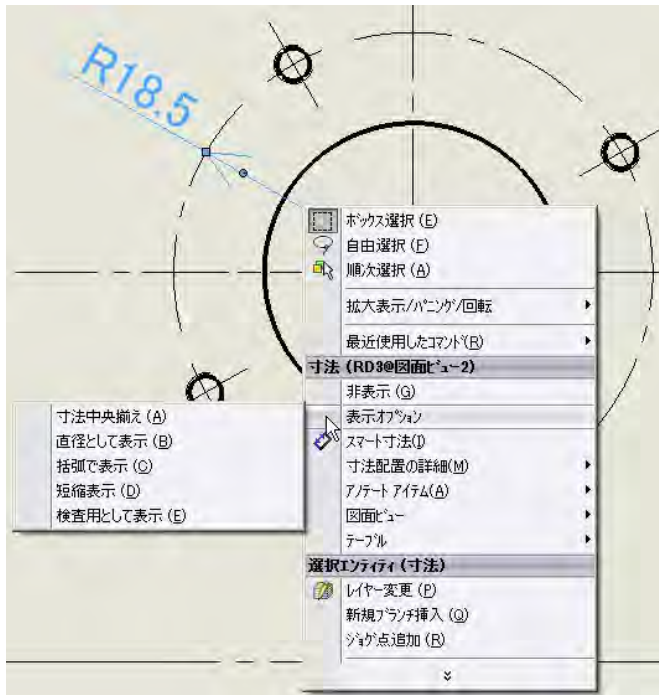 R18.5
ボックス選択 (E)
自由選択 (F)
順次選択 (A)
拡大表示/パニング/回転
最近使用したコマンド(R)
寸法 (RD3@図面ビュー2)
非表示 (G)
表示オプション
スマート寸法(I)
寸法配置の詳細(M)
アノテート アイテム(A)
図面ビュー
テーブル
選択エンティティ (寸法)
レイヤー変更 (P)
新規ブランチ挿入 (Q)
ジョグ点追加 (R)
寸法中央揃え (A)
直径として表示 (B)
括弧で表示 (C)
短縮表示 (D)
検査用として表示 (E)